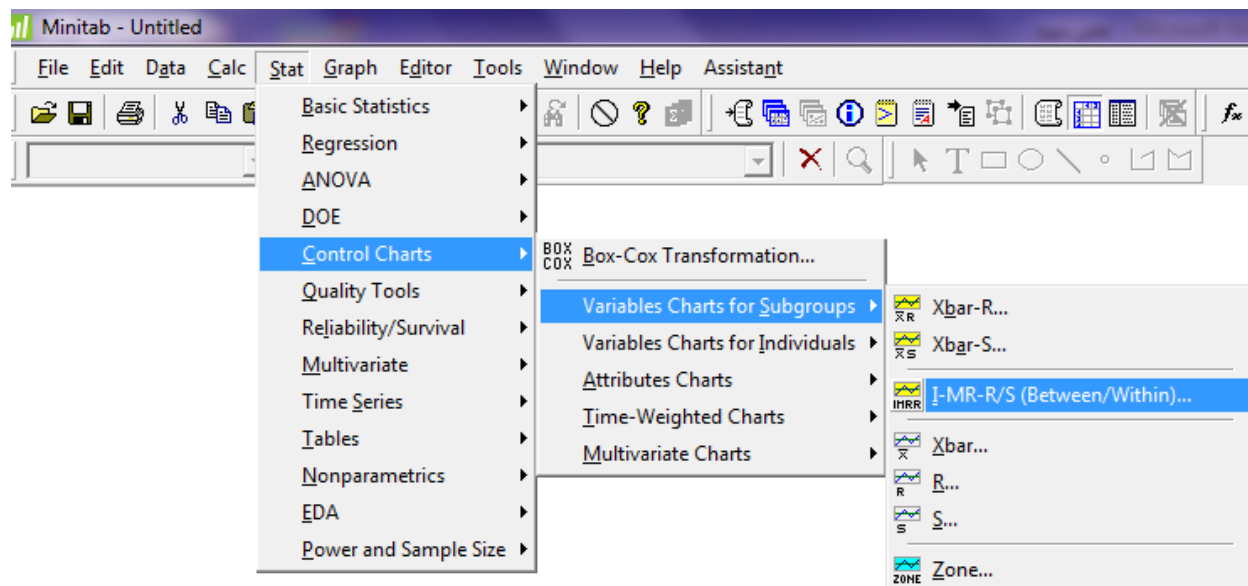 Minitab - Untitled
File Edit Data Calc Stat Graph Editor Tools Window Help Assistant
Basic Statistics
Regression
ANOVA
DOE
Control Charts
Quality Tools
Reliability/Survival
Multivariate
Time Series
Tables
Nonparametrics
EDA
Power and Sample Size
BOX COX Box-Cox Transformation...
Variables Charts for Subgroups
Variables Charts for Individuals
Attributes Charts
Time-Weighted Charts
Multivariate Charts
X̄R Xbar-R...
X̄S Xbar-S...
IMRR I-MR-R/S (Between/Within)...
X̄ Xbar...
R R...
S S...
ZONE Zone...